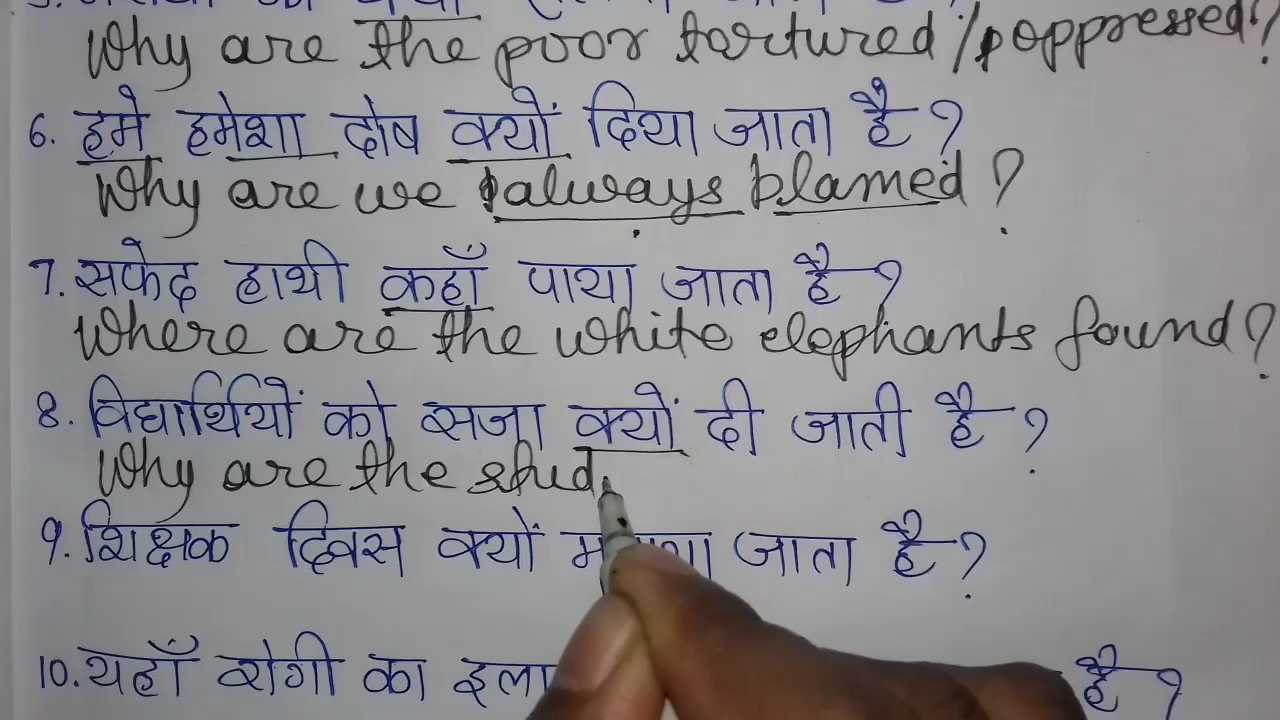 Why are the poor tortured / oppressed?
6. हमे हमेशा दोष क्यों दिया जाता है ?
Why are we always blamed ?
7. सफेद हाथी कहाँ पाया जाता है ?
Where are the white elephants found ?
8. विद्यार्थियों को सजा क्यों दी जाती है ?
Why are the stud
9. शिक्षक दिवस क्यों जाता है ?
10. यहाँ रोगी का है ?